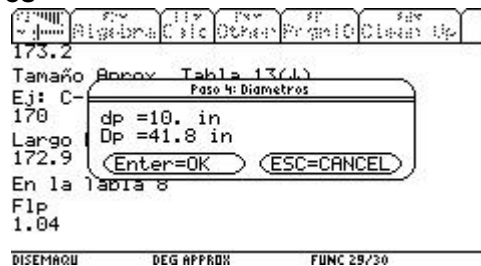 Algebra Calc Other PrgmIO Clean Up
173.2
Tamaño Aprox Tabla 13(↓)
Ej: C-
170
Largo
172.9
En la Tabla 8
Flp
1.04
Paso 4: Diametros
dp =10. in
Dp =41.8 in
Enter=OK ESC=CANCEL
DISEMAQU DEG APPROX FUNC 29/30